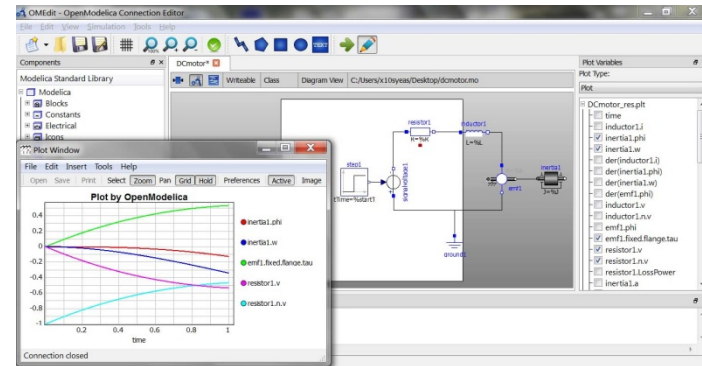 OMEdit - OpenModelica Connection Editor
File Edit View Simulation Tools Help
Components
DCmotor*
Plot Variables
Modelica Standard Library
Writeable Class Diagram View C:/Users/x10syeas/Desktop/dcmotor.mo
Plot Type:
Plot
Modelica
Blocks
Constants
Electrical
Icons
DCmotor_res.plt
time
inductor1.i
inertia1.phi
inertia1.w
der(inductor1.i)
der(inertia1.phi)
der(inertia1.w)
der(emf1.phi)
inductor1.v
inductor1.n.v
emf1.phi
emf1.fixed.flange.tau
resistor1.v
resistor1.n.v
resistor1.LossPower
inertia1.a
resistor1
R=%R
inductor1
L=%L
step1
signalvoltage1
emf1
inertia1
J=%J
ground1
Plot Window
File Edit Insert Tools Help
Open Save Print Select Zoom Pan Grid Hold Preferences Active Image
Plot by OpenModelica
0.4
0.2
0
-0.2
-0.4
-0.6
-0.8
-1
0.2 0.4 0.6 0.8 1
time
inertia1.phi
inertia1.w
emf1.fixed.flange.tau
resistor1.v
resistor1.n.v
Connection closed